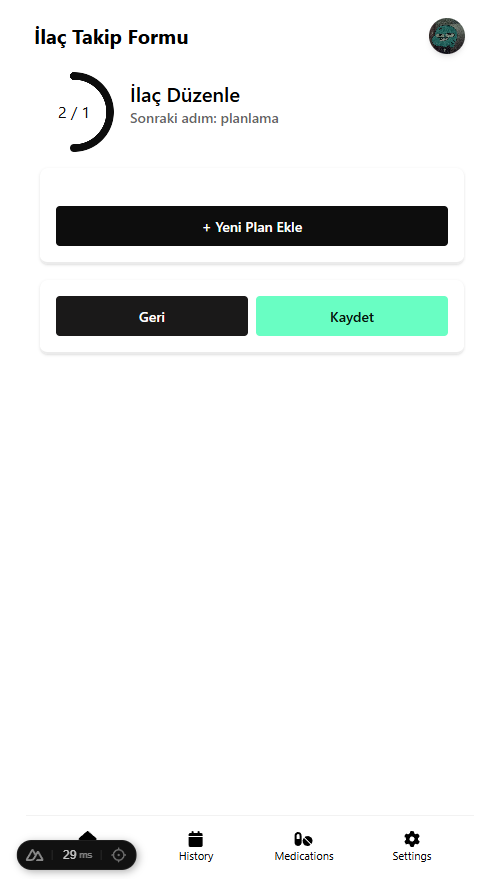 İlaç Takip Formu
2 / 1
İlaç Düzenle
Sonraki adım: planlama
+ Yeni Plan Ekle
Geri
Kaydet
29 ms
History
Medications
Settings